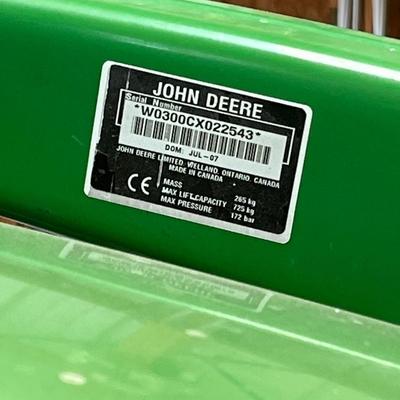 JOHN DEERE
Serial Number
*W0300CX022543*
DOM: JUL-07
JOHN DEERE LIMITED, WELLAND, ONTARIO, CANADA
MADE IN CANADA
CE
MASS 265 kg
MAX LIFT CAPACITY 725 kg
MAX PRESSURE 172 bar